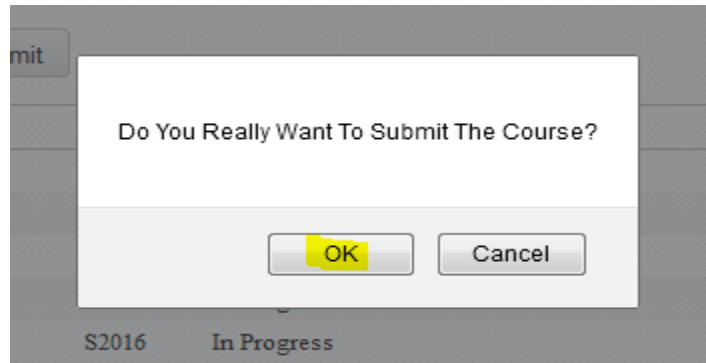 mit
Do You Really Want To Submit The Course?
OK Cancel
S2016 In Progress